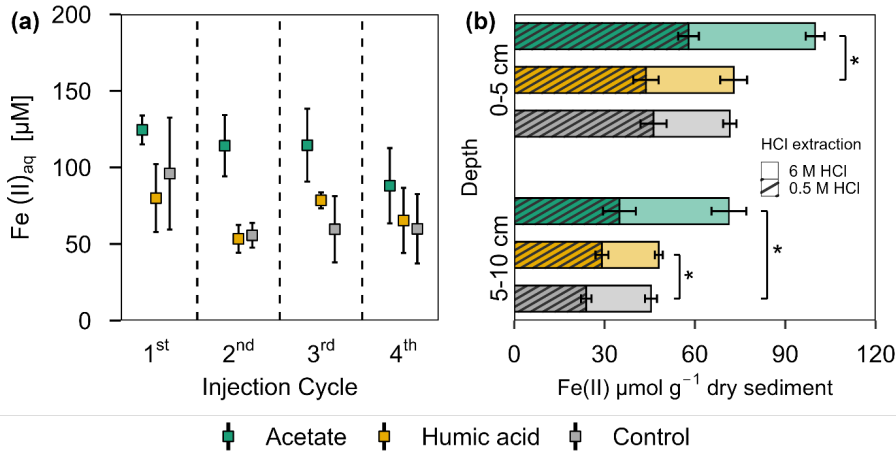 (a)
200
150
100
50
0
Fe (II)aq [µM]
1st 2nd 3rd 4th
Injection Cycle
(b)
0-5 cm
5-10 cm
Depth
*
*
*
HCl extraction
6 M HCl
0.5 M HCl
0 30 60 90 120
Fe(II) µmol g−1 dry sediment
Acetate Humic acid Control